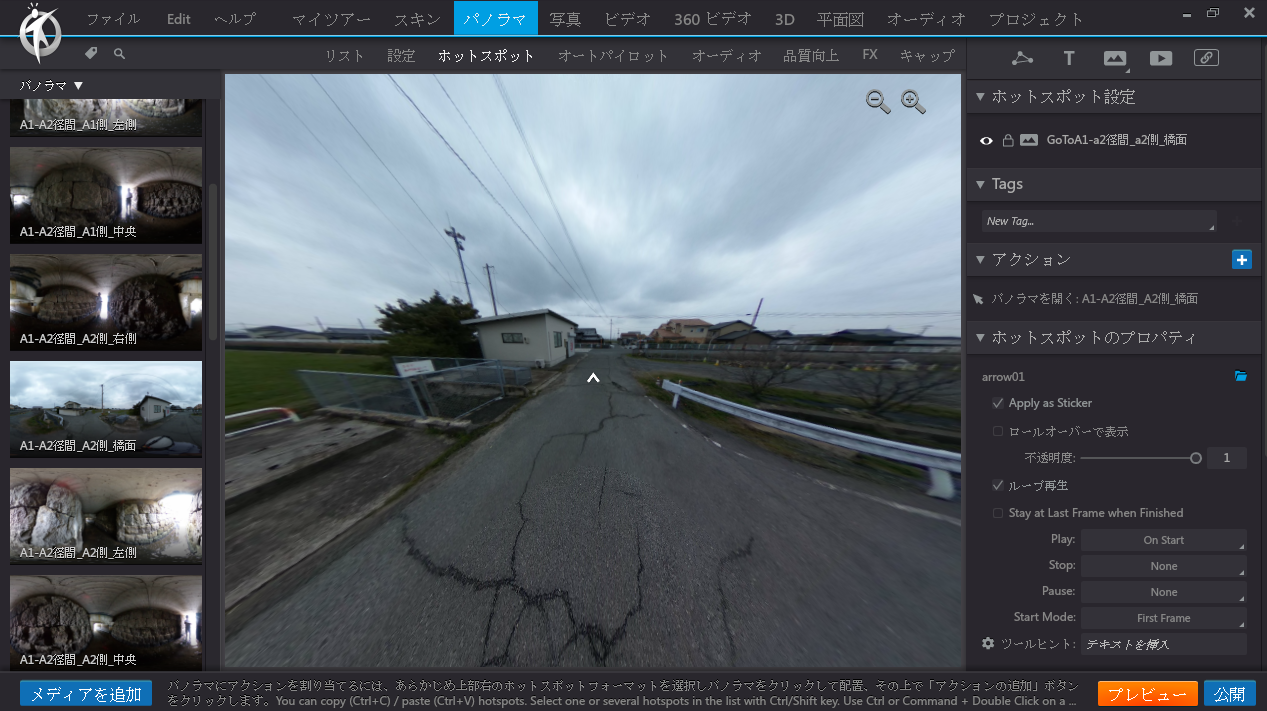 ファイル Edit ヘルプ マイツアー スキン パノラマ 写真 ビデオ 360 ビデオ 3D 平面図 オーディオ プロジェクト
リスト 設定 ホットスポット オートパイロット オーディオ 品質向上 FX キャップ
パノラマ ▼
A1-A2径間_A1側_左側
A1-A2径間_A1側_中央
A1-A2径間_A2側_右側
A1-A2径間_A2側_橋面
A1-A2径間_A2側_左側
A1-A2径間_A2側_中央
T
ホットスポット設定
GoToA1-a2径間_a2側_橋面
Tags
New Tag...
アクション
パノラマを開く: A1-A2径間_A2側_橋面
ホットスポットのプロパティ
arrow01
Apply as Sticker
ロールオーバーで表示
不透明度: 1
ループ再生
Stay at Last Frame when Finished
Play: On Start
Stop: None
Pause: None
Start Mode: First Frame
ツールヒント: テキストを挿入
メディアを追加
パノラマにアクションを割り当てるには、あらかじめ上部右のホットスポットフォーマットを選択しパノラマをクリックして配置、その上で「アクションの追加」ボタン
をクリックします。You can copy (Ctrl+C) / paste (Ctrl+V) hotspots. Select one or several hotspots in the list with Ctrl/Shift key. Use Ctrl or Command + Double Click on a ...
プレビュー 公開